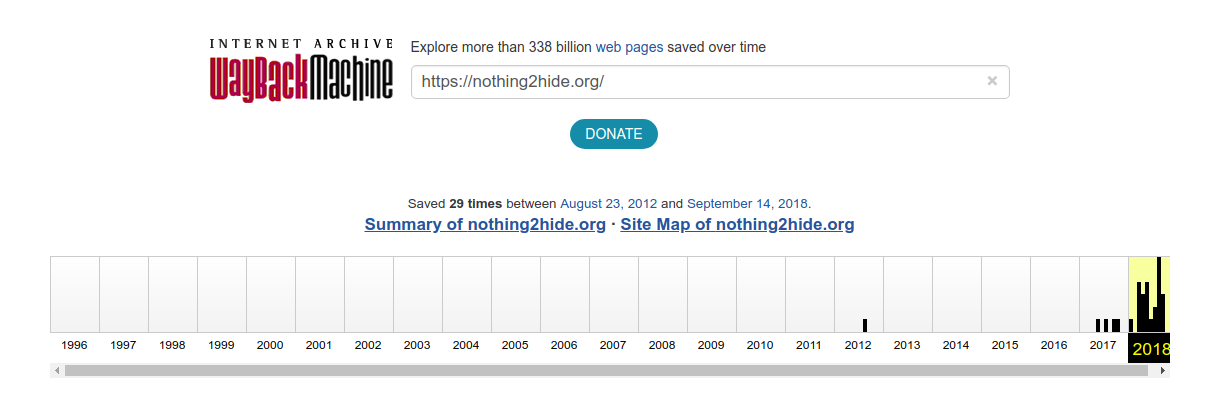 INTERNET ARCHIVE
WayBackMachine
Explore more than 338 billion web pages saved over time
https://nothing2hide.org/
DONATE
Saved 29 times between August 23, 2012 and September 14, 2018.
Summary of nothing2hide.org · Site Map of nothing2hide.org
1996 1997 1998 1999 2000 2001 2002 2003 2004 2005 2006 2007 2008 2009 2010 2011 2012 2013 2014 2015 2016 2017 2018